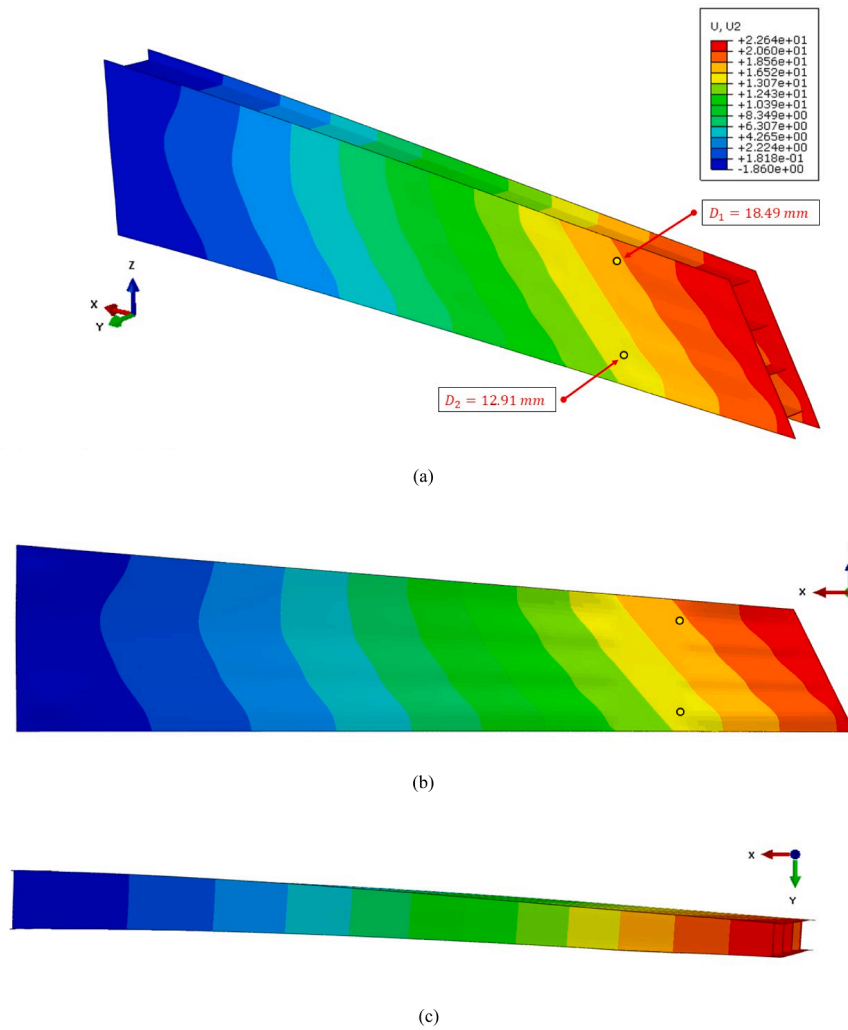 U, U2
+2.264e+01
+2.060e+01
+1.856e+01
+1.652e+01
+1.307e+01
+1.243e+01
+1.039e+01
+8.349e+00
+6.307e+00
+4.265e+00
+2.224e+00
+1.818e-01
-1.860e+00
D₁ = 18.49 mm
Z
X
Y
D₂ = 12.91 mm
(a)
X
(b)
X
Y
(c)